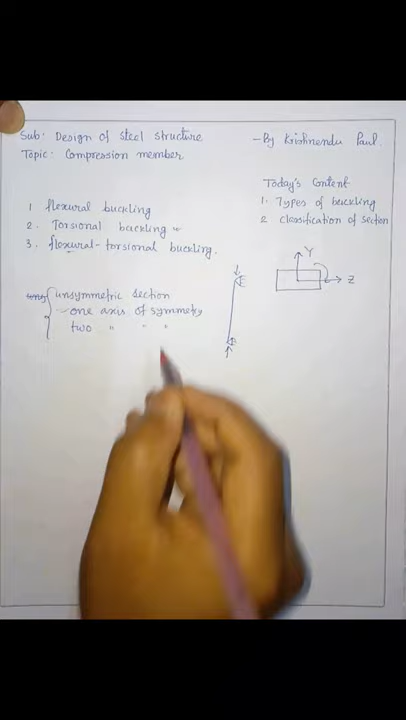 Sub: Design of steel structure
- By Krishnendu Paul.
Topic: Compression member
Today's Content
1. Types of buckling
2 Classification of section
1 flexural buckling
2. Torsional buckling
3. flexural-torsional buckling.
unsymmetric section
- one axis of symmetry
two " " "
Y
Z